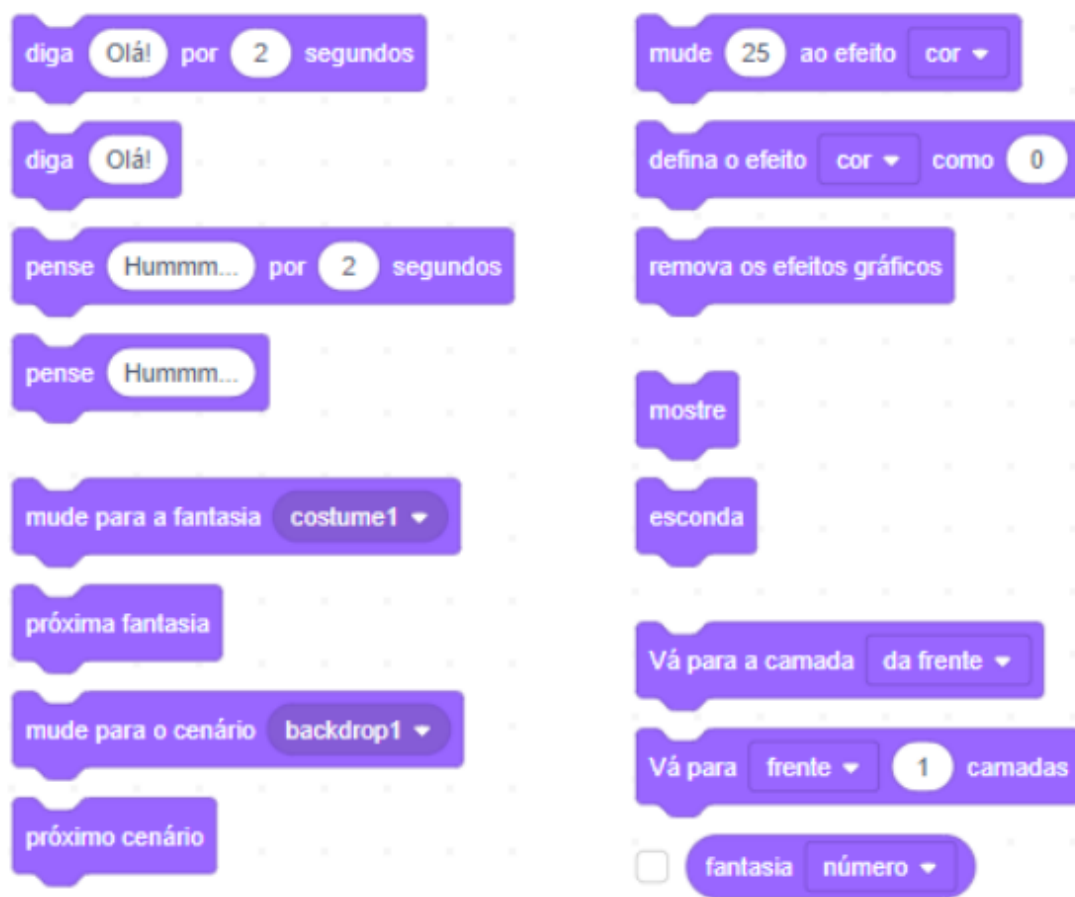 diga Olá! por 2 segundos
diga Olá!
pense Hummm... por 2 segundos
pense Hummm...
mude para a fantasia costume1
próxima fantasia
mude para o cenário backdrop1
próximo cenário
mude 25 ao efeito cor
defina o efeito cor como 0
remova os efeitos gráficos
mostre
esconda
Vá para a camada da frente
Vá para frente 1 camadas
fantasia número